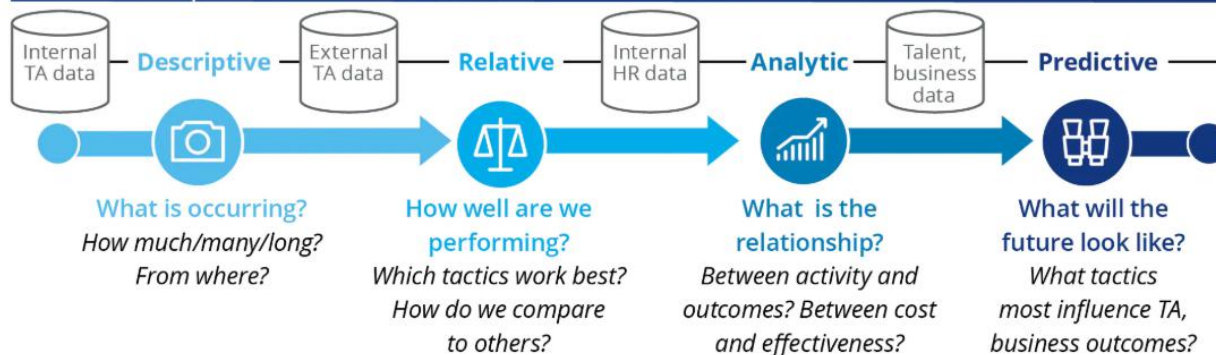 Internal
TA data
Descriptive
External
TA data
Relative
Internal
HR data
Analytic
Talent,
business
data
Predictive
What is occurring?
How much/many/long?
From where?
How well are we
performing?
Which tactics work best?
How do we compare
to others?
What is the
relationship?
Between activity and
outcomes? Between cost
and effectiveness?
What will the
future look like?
What tactics
most influence TA,
business outcomes?